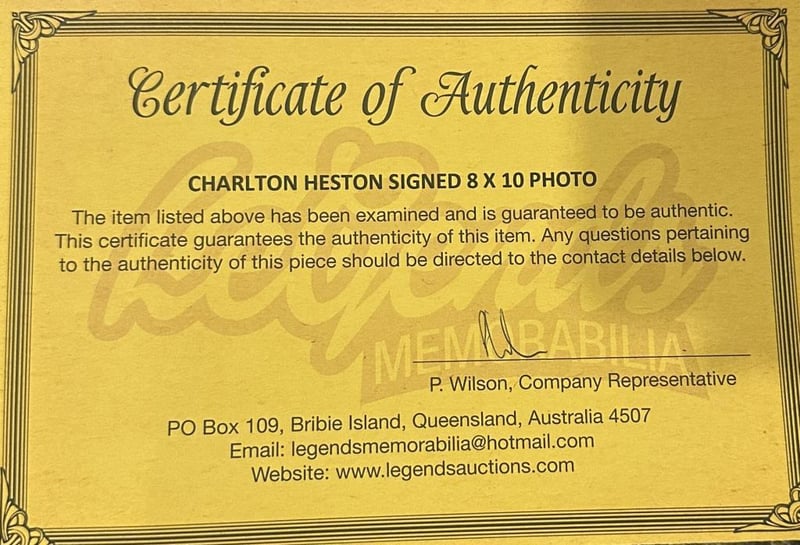 Certificate of Authenticity
Legends
MEMORABILIA
CHARLTON HESTON SIGNED 8 X 10 PHOTO
The item listed above has been examined and is guaranteed to be authentic.
This certificate guarantees the authenticity of this item. Any questions pertaining
to the authenticity of this piece should be directed to the contact details below.
P. Wilson, Company Representative
PO Box 109, Bribie Island, Queensland, Australia 4507
Email: legendsmemorabilia@hotmail.com
Website: www.legendsauctions.com